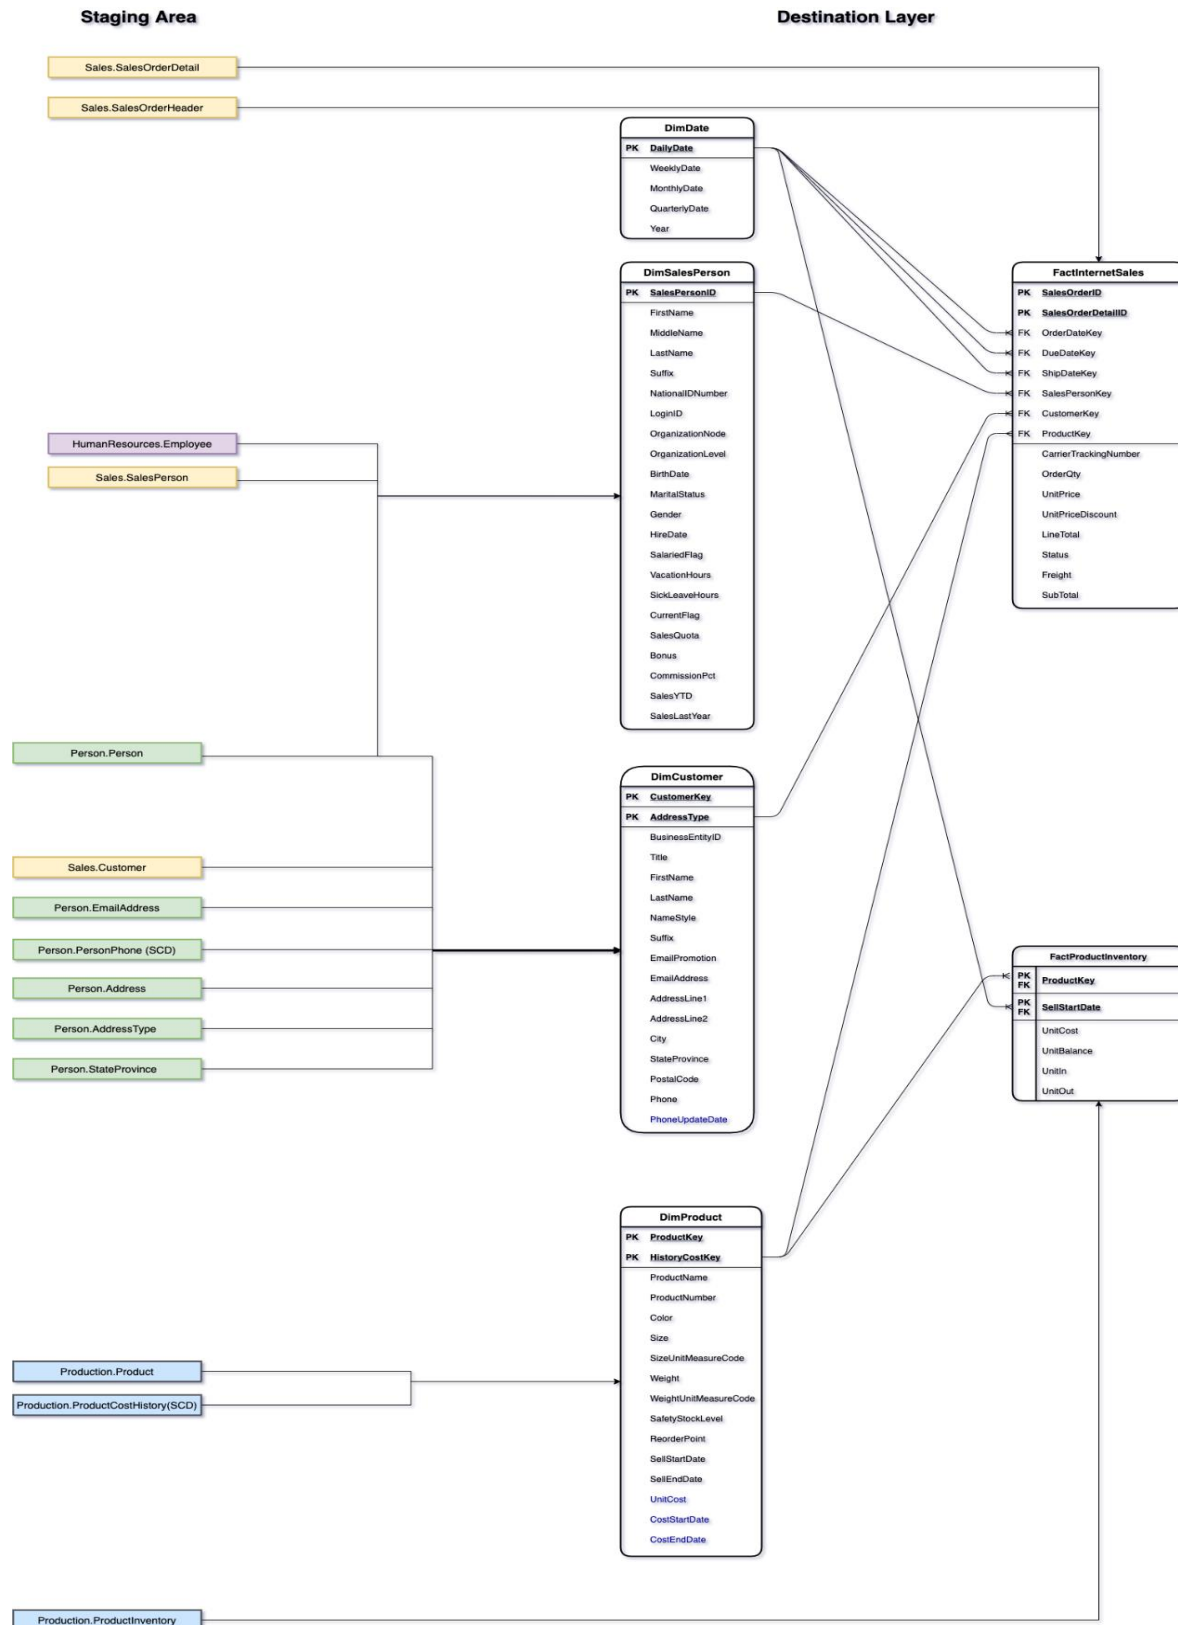 Staging Area
Destination Layer
Sales.SalesOrderDetail
Sales.SalesOrderHeader
HumanResources.Employee
Sales.SalesPerson
Person.Person
Sales.Customer
Person.EmailAddress
Person.PersonPhone (SCD)
Person.Address
Person.AddressType
Person.StateProvince
Production.Product
Production.ProductCostHistory(SCD)
Production.ProductInventory
DimDate
PK DailyDate
WeeklyDate
MonthlyDate
QuarterlyDate
Year
DimSalesPerson
PK SalesPersonID
FirstName
MiddleName
LastName
Suffix
NationalIDNumber
LoginID
OrganizationNode
OrganizationLevel
BirthDate
MaritalStatus
Gender
HireDate
SalariedFlag
VacationHours
SickLeaveHours
CurrentFlag
SalesQuota
Bonus
CommissionPct
SalesYTD
SalesLastYear
DimCustomer
PK CustomerKey
PK AddressType
BusinessEntityID
Title
FirstName
LastName
NameStyle
Suffix
EmailPromotion
EmailAddress
AddressLine1
AddressLine2
City
StateProvince
PostalCode
Phone
PhoneUpdateDate
DimProduct
PK ProductKey
PK HistoryCostKey
ProductName
ProductNumber
Color
Size
SizeUnitMeasureCode
Weight
WeightUnitMeasureCode
SafetyStockLevel
ReorderPoint
SellStartDate
SellEndDate
UnitCost
CostStartDate
CostEndDate
FactInternetSales
PK SalesOrderID
PK SalesOrderDetailID
FK OrderDateKey
FK DueDateKey
FK ShipDateKey
FK SalesPersonKey
FK CustomerKey
FK ProductKey
CarrierTrackingNumber
OrderQty
UnitPrice
UnitPriceDiscount
LineTotal
Status
Freight
SubTotal
FactProductInventory
PK
FK
ProductKey
PK
FK
SellStartDate
UnitCost
UnitBalance
UnitIn
UnitOut